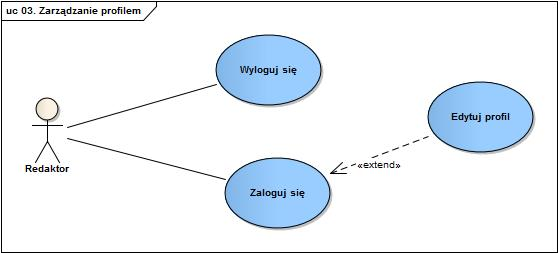 uc 03. Zarządzanie profilem
Wyloguj się
Edytuj profil
Redaktor
«extend»
Zaloguj się